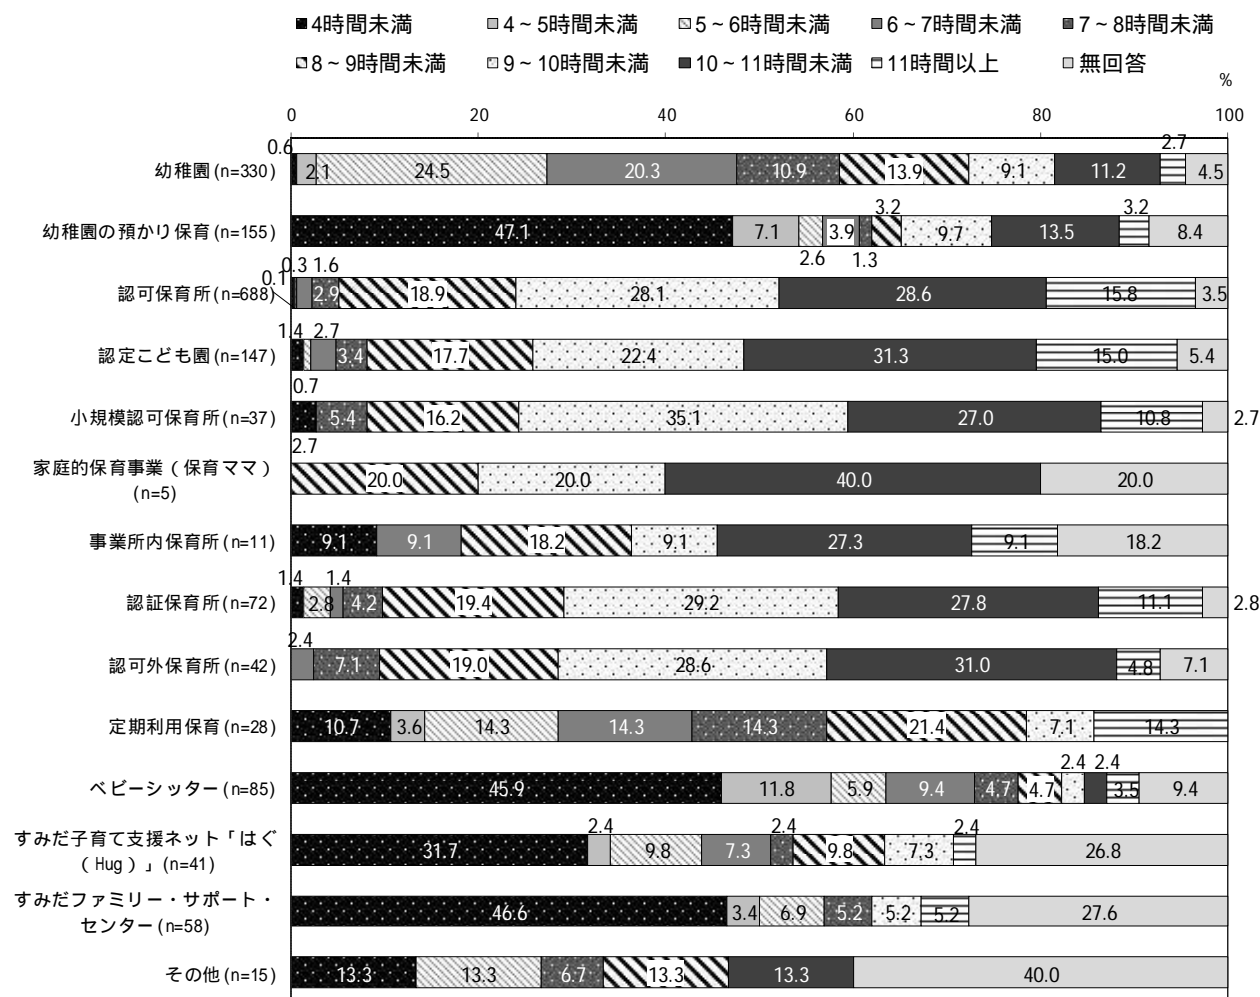 4時間未満 4～5時間未満 5～6時間未満 6～7時間未満 7～8時間未満
8～9時間未満 9～10時間未満 10～11時間未満 11時間以上 無回答
%
0 20 40 60 80 100
幼稚園(n=330) 0.6 2.1 24.5 20.3 10.9 13.9 9.1 11.2 2.7 4.5
幼稚園の預かり保育(n=155) 47.1 7.1 2.6 3.9 1.3 3.2 9.7 13.5 3.2 8.4
認可保育所(n=688) 0.1 0.3 1.6 2.9 18.9 28.1 28.6 15.8 3.5
認定こども園(n=147) 1.4 0.7 2.7 3.4 17.7 22.4 31.3 15.0 5.4
小規模認可保育所(n=37) 2.7 5.4 16.2 35.1 27.0 10.8 2.7
家庭的保育事業（保育ママ）
(n=5) 20.0 20.0 40.0 20.0
事業所内保育所(n=11) 9.1 9.1 18.2 9.1 27.3 9.1 18.2
認証保育所(n=72) 1.4 2.8 1.4 4.2 19.4 29.2 27.8 11.1 2.8
認可外保育所(n=42) 2.4 7.1 19.0 28.6 31.0 4.8 7.1
定期利用保育(n=28) 10.7 3.6 14.3 14.3 14.3 21.4 7.1 14.3
ベビーシッター(n=85) 45.9 11.8 5.9 9.4 4.7 4.7 2.4 2.4 3.5 9.4
すみだ子育て支援ネット「はぐ
（Hug）」(n=41) 31.7 2.4 9.8 7.3 2.4 9.8 7.3 2.4 26.8
すみだファミリー・サポート・
センター(n=58) 46.6 3.4 6.9 5.2 5.2 5.2 27.6
その他(n=15) 13.3 13.3 6.7 13.3 13.3 40.0